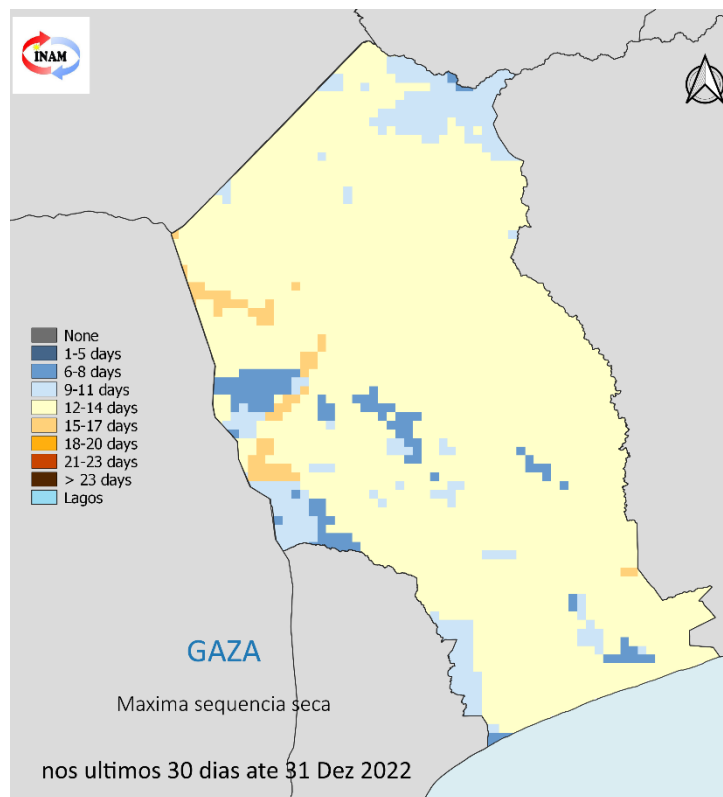 INAM
None
1-5 days
6-8 days
9-11 days
12-14 days
15-17 days
18-20 days
21-23 days
> 23 days
Lagos
GAZA
Maxima sequencia seca
nos ultimos 30 dias ate 31 Dez 2022